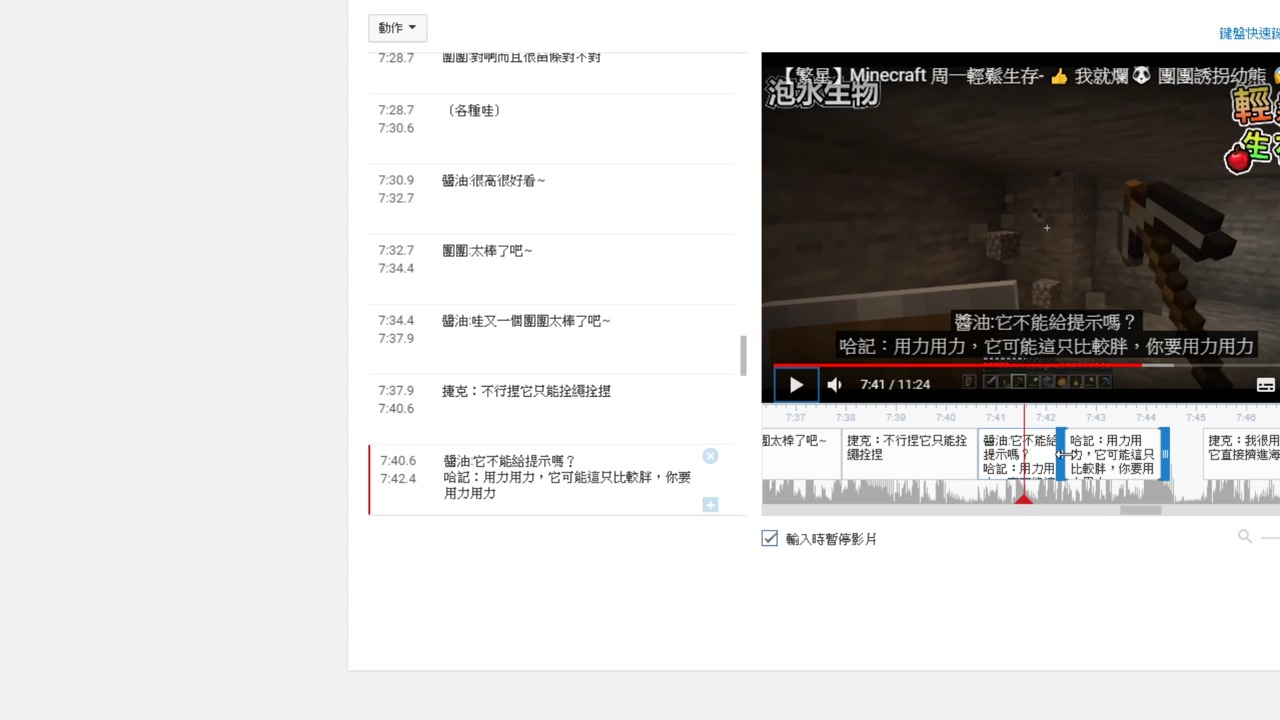 動作
鍵盤快速鍵
7:28.7
團團:對啊而且很苗條對不對
7:28.7
〔各種哇〕
7:30.6
7:30.9
醬油:很高很好看~
7:32.7
7:32.7
團團:太棒了吧~
7:34.4
7:34.4
醬油:哇又一個團團太棒了吧~
7:37.9
7:37.9
捷克：不行捏它只能拴繩拴捏
7:40.6
7:40.6
醬油:它不能給提示嗎？
7:42.4
哈記：用力用力，它可能這只比較胖，你要
用力用力
【繁星】Minecraft 周一輕鬆生存-👍 我就爛🐼 團團誘拐幼熊
泡水生物
輕
生存
醬油:它不能給提示嗎？
哈記：用力用力，它可能這只比較胖，你要用力用力
7:41 / 11:24
7:37 7:38 7:39 7:40 7:41 7:42 7:43 7:44 7:45 7:46
團太棒了吧~
捷克：不行捏它只能拴
繩拴捏
醬油:它不能給
提示嗎？
哈記：用力用
哈記：用力用
力，它可能這只
比較胖，你要用
捷克：我很用
它直接擠進海
輸入時暫停影片